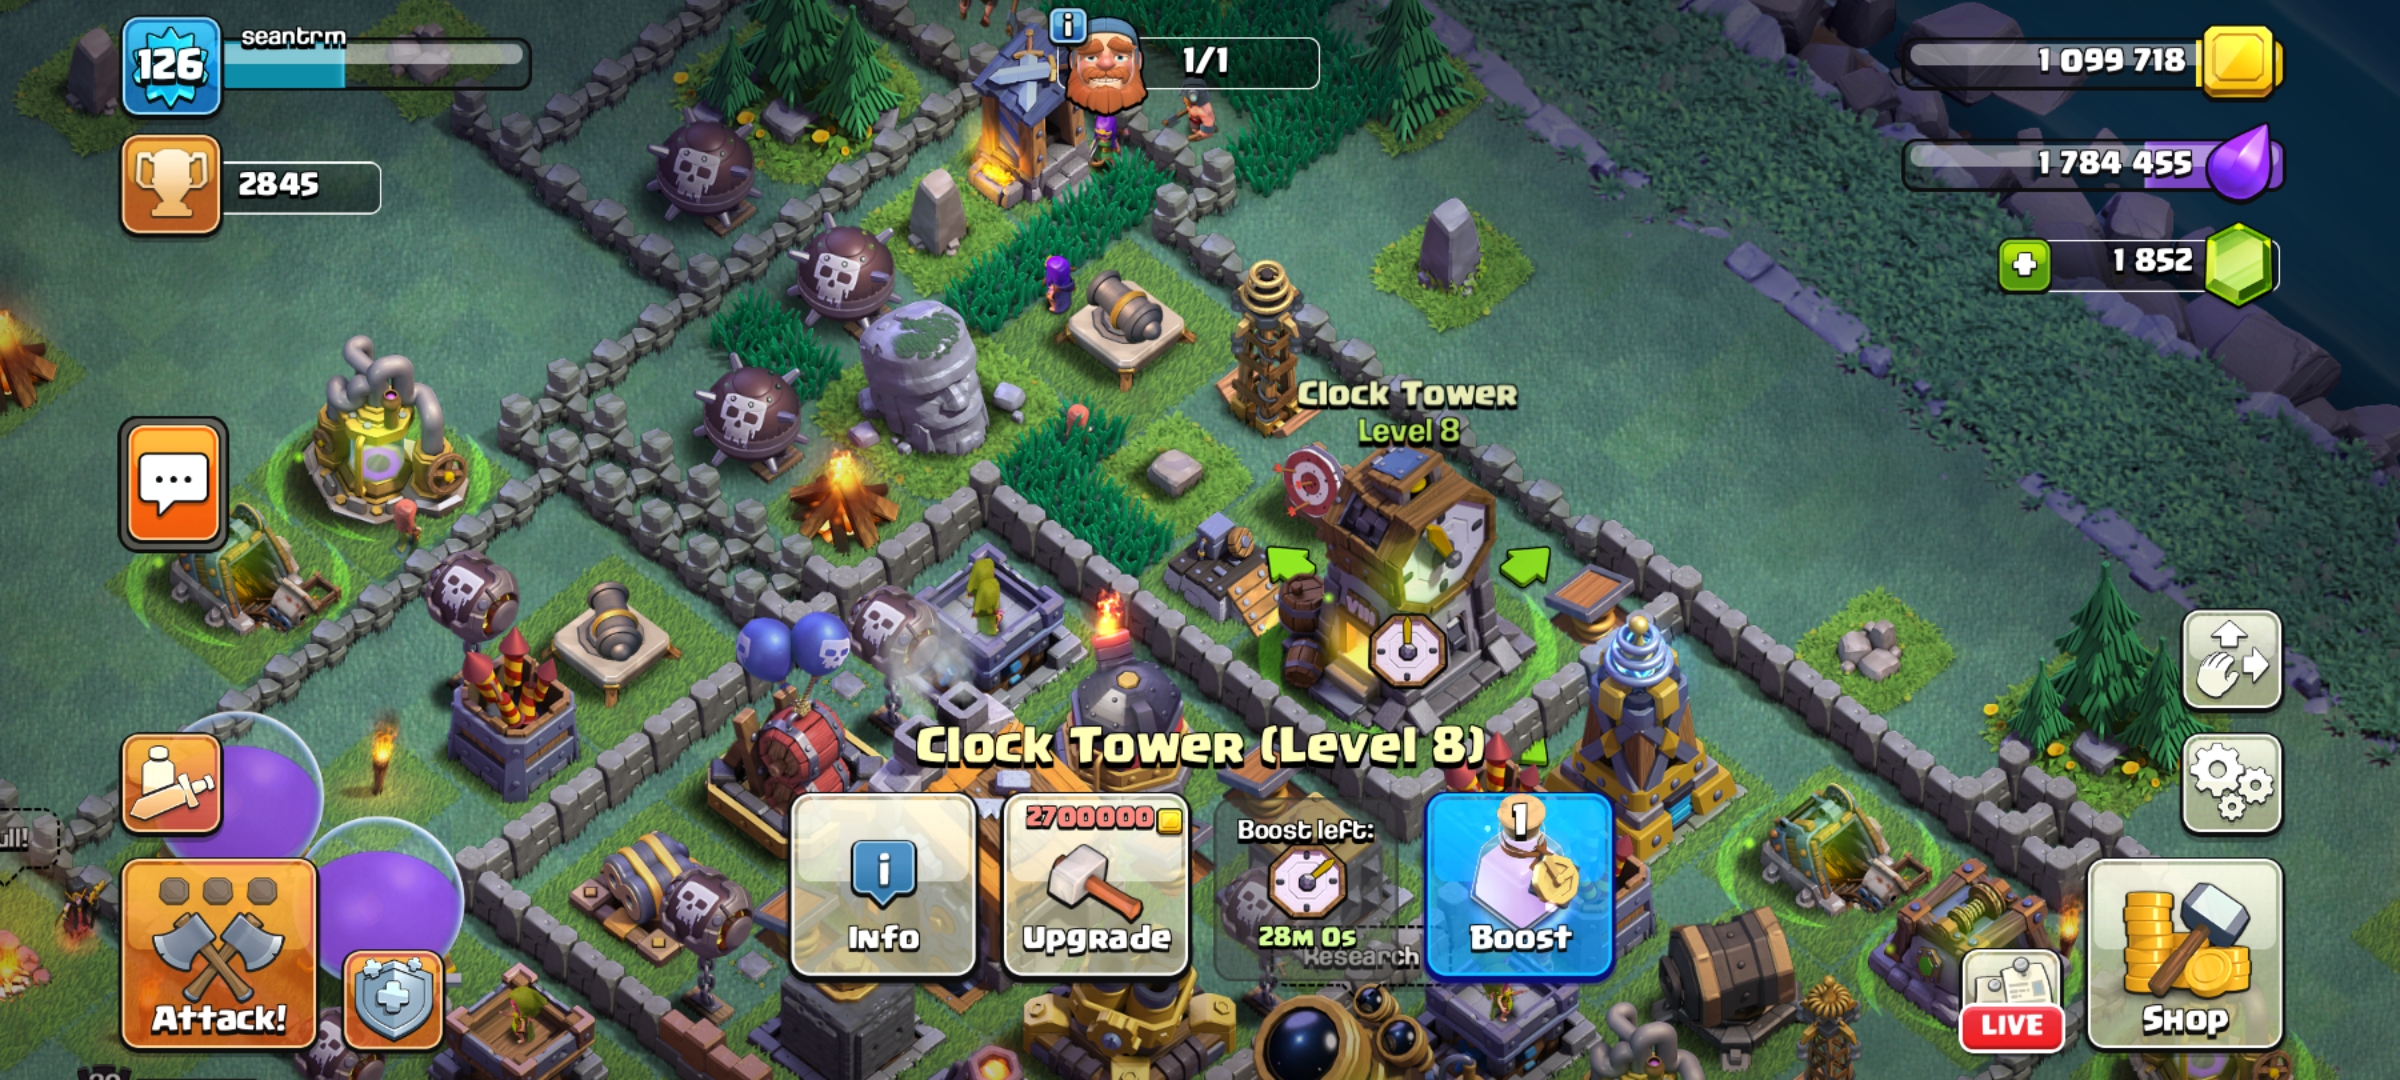 126
seantrm
1/1
1 099 718
2845
1 784 455
1 852
Clock Tower
Level 8
VIII
Clock Tower (Level 8)
2700000
Boost left:
1
Info
Upgrade
28m 0s
Boost
Research
Attack!
LIVE
Shop